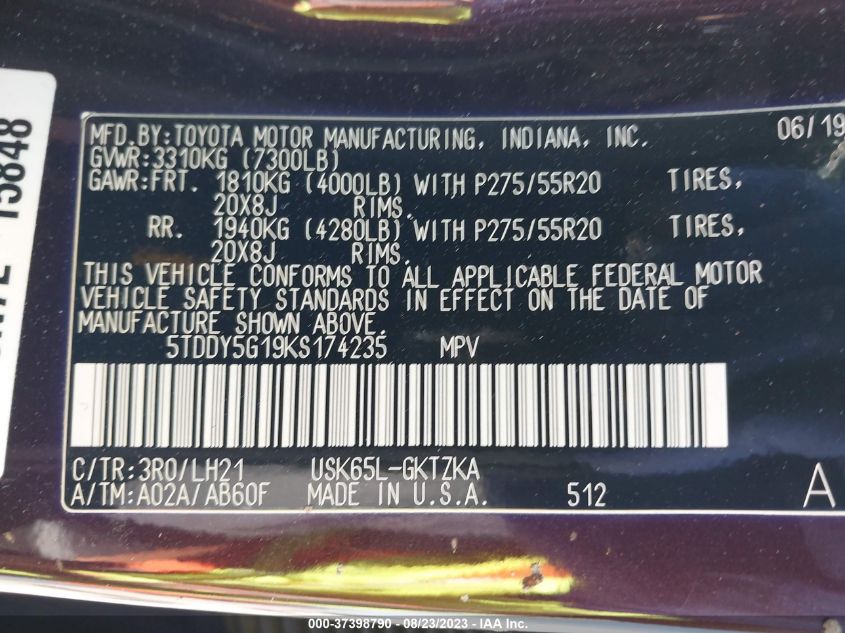 MFD.BY:TOYOTA MOTOR MANUFACTURING, INDIANA, INC. 06/19
GVWR:3310KG (7300LB)
GAWR:FRT. 1810KG (4000LB) WITH P275/55R20 TIRES,
20X8J RIMS.
RR. 1940KG (4280LB) WITH P275/55R20 TIRES,
20X8J RIMS.
THIS VEHICLE CONFORMS TO ALL APPLICABLE FEDERAL MOTOR
VEHICLE SAFETY STANDARDS IN EFFECT ON THE DATE OF
MANUFACTURE SHOWN ABOVE.
5TDDY5G19KS174235 MPV
C/TR:3R0/LH21 USK65L-GKTZKA
A/TM:A02A/AB60F MADE IN U.S.A. 512 A
15848
000-37398790 - 08/23/2023 - IAA Inc.